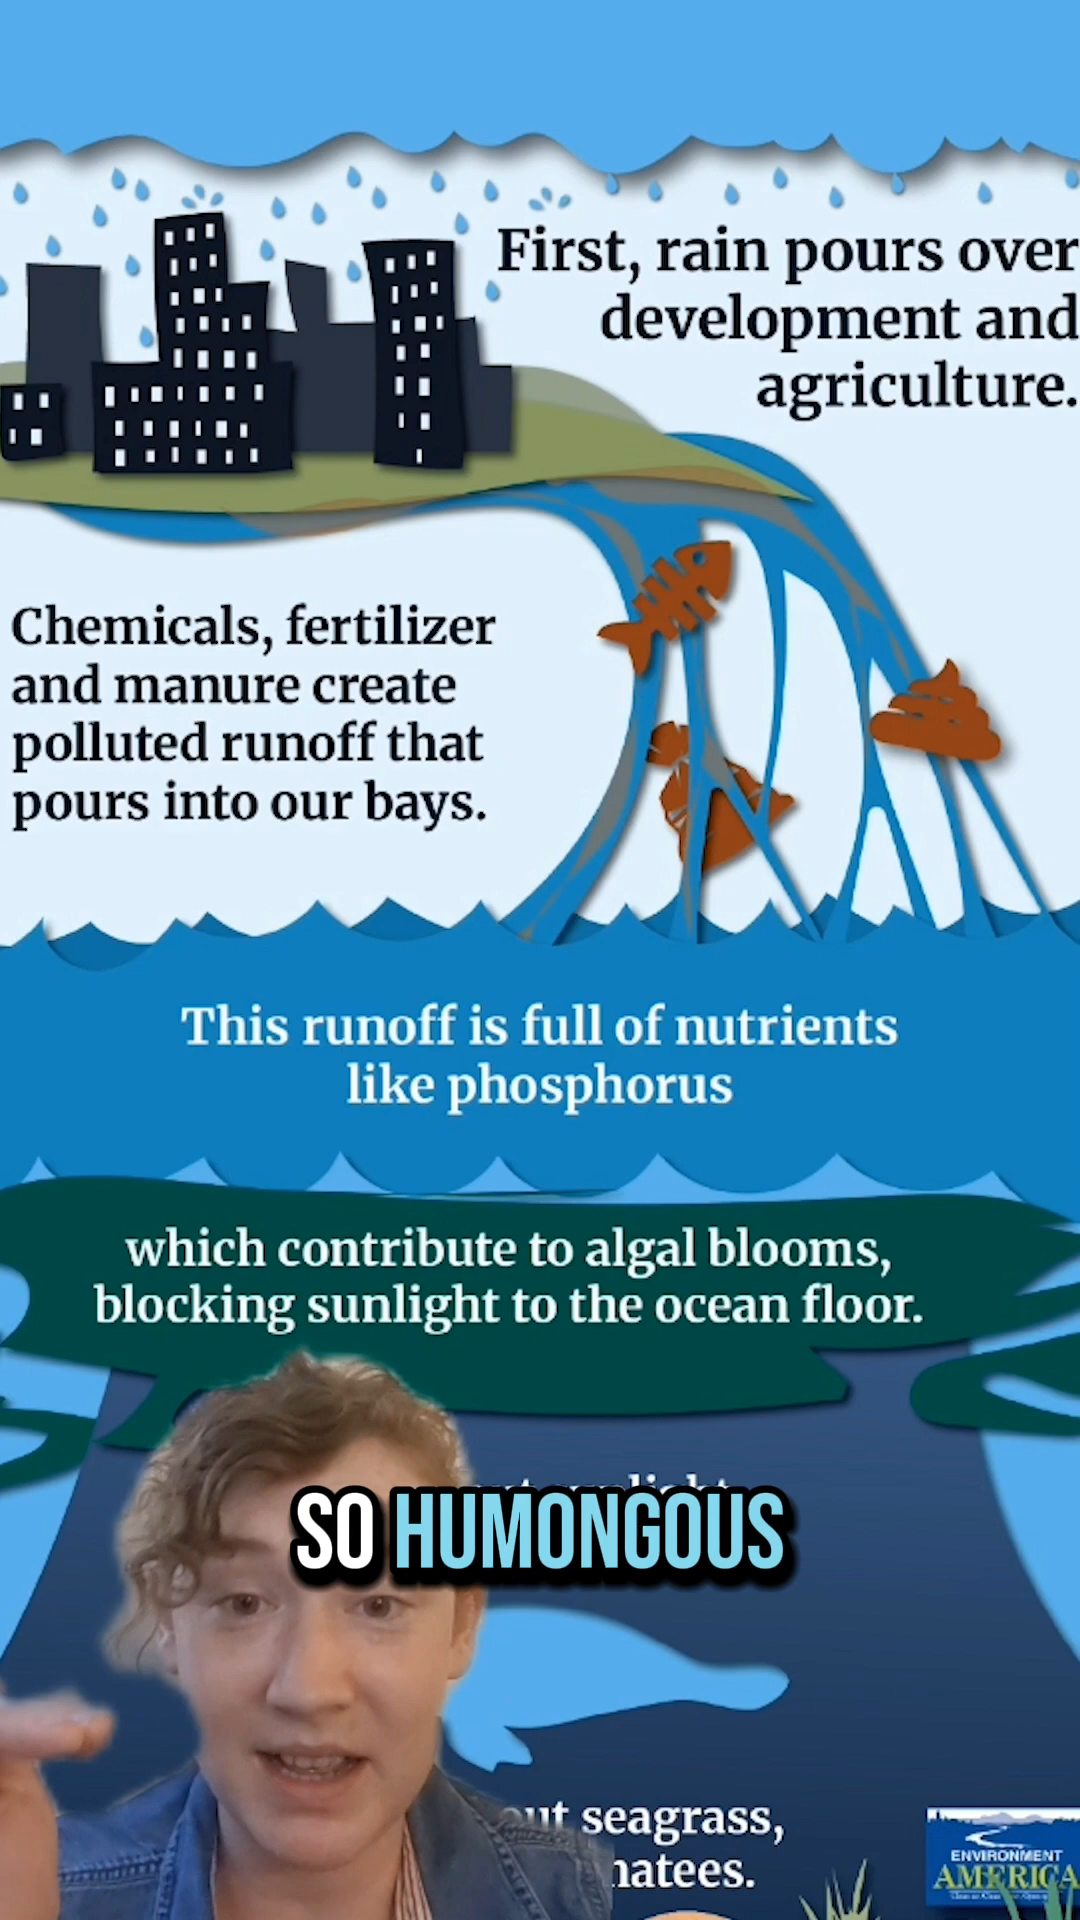 First, rain pours over
development and
agriculture.
Chemicals, fertilizer
and manure create
polluted runoff that
pours into our bays.
This runoff is full of nutrients
like phosphorus
which contribute to algal blooms,
blocking sunlight to the ocean floor.
SO HUMONGOUS
seagrass,
ENVIRONMENT
AMERICA